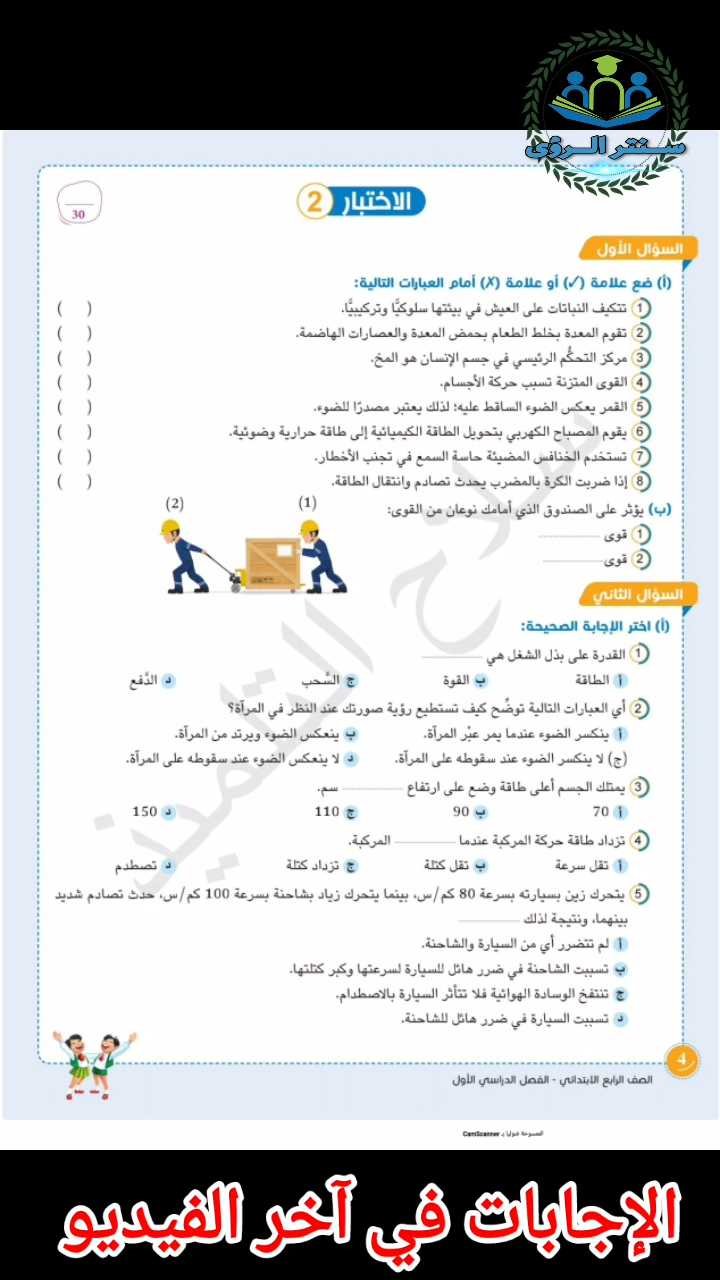 سنتر الرؤى
الاختبار 2
30
السؤال الأول
(أ) ضع علامة (✓) أو علامة (✗) أمام العبارات التالية:
1 تتكيف النباتات على العيش في بيئتها سلوكيًّا وتركيبيًّا. ( )
2 تقوم المعدة بخلط الطعام بحمض المعدة والعصارات الهاضمة. ( )
3 مركز التحكُّم الرئيسي في جسم الإنسان هو المخ. ( )
4 القوى المتزنة تسبب حركة الأجسام. ( )
5 القمر يعكس الضوء الساقط عليه؛ لذلك يعتبر مصدرًا للضوء. ( )
6 يقوم المصباح الكهربي بتحويل الطاقة الكيميائية إلى طاقة حرارية وضوئية. ( )
7 تستخدم الخنافس المضيئة حاسة السمع في تجنب الأخطار. ( )
8 إذا ضربت الكرة بالمضرب يحدث تصادم وانتقال الطاقة. ( )
(ب) يؤثر على الصندوق الذي أمامك نوعان من القوى:
(1) (2)
1 قوى ................
2 قوى ................
السؤال الثاني
(أ) اختر الإجابة الصحيحة:
1 القدرة على بذل الشغل هي ................
أ الطاقة ب القوة ج السَّحب د الدَّفع
2 أي العبارات التالية توضِّح كيف تستطيع رؤية صورتك عند النظر في المرآة؟
أ ينكسر الضوء عندما يمر عبْر المرآة. ب ينعكس الضوء ويرتد من المرآة.
(ج) لا ينكسر الضوء عند سقوطه على المرآة. د لا ينعكس الضوء عند سقوطه على المرآة.
3 يمتلك الجسم أعلى طاقة وضع على ارتفاع ................ سم.
أ 70 ب 90 ج 110 د 150
4 تزداد طاقة حركة المركبة عندما ................ المركبة.
أ تقل سرعة ب تقل كتلة ج تزداد كتلة د تصطدم
5 يتحرك زين بسيارته بسرعة 80 كم/س، بينما يتحرك زياد بشاحنة بسرعة 100 كم/س، حدث تصادم شديد
بينهما، ونتيجة لذلك ................
أ لم تتضرر أي من السيارة والشاحنة.
ب تسببت الشاحنة في ضرر هائل للسيارة لسرعتها وكبر كتلتها.
ج تنتفخ الوسادة الهوائية فلا تتأثر السيارة بالاصطدام.
د تسببت السيارة في ضرر هائل للشاحنة.
سلاح التلميذ
4
الصف الرابع الابتدائي - الفصل الدراسي الأول
الممسوحة ضوئيا بـ CamScanner
الإجابات في آخر الفيديو